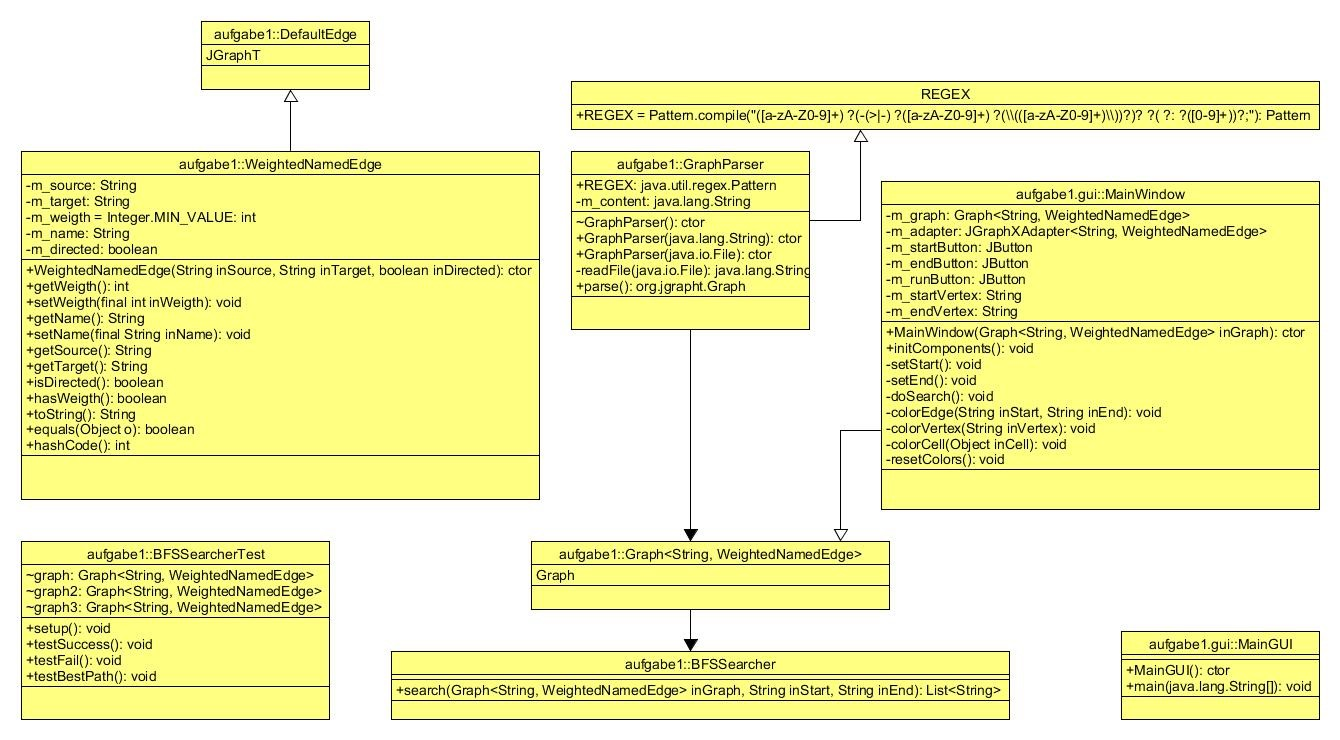 aufgabe1::DefaultEdge
JGraphT
REGEX
+REGEX = Pattern.compile("([a-zA-Z0-9]+) ?(-(>|-) ?([a-zA-Z0-9]+) ?(\\(([a-zA-Z0-9]+)\\))?)? ?( ?: ?([0-9]+))?;"): Pattern
aufgabe1::WeightedNamedEdge
-m_source: String
-m_target: String
-m_weigth = Integer.MIN_VALUE: int
-m_name: String
-m_directed: boolean
+WeightedNamedEdge(String inSource, String inTarget, boolean inDirected): ctor
+getWeigth(): int
+setWeigth(final int inWeigth): void
+getName(): String
+setName(final String inName): void
+getSource(): String
+getTarget(): String
+isDirected(): boolean
+hasWeigth(): boolean
+toString(): String
+equals(Object o): boolean
+hashCode(): int
aufgabe1::GraphParser
+REGEX: java.util.regex.Pattern
-m_content: java.lang.String
~GraphParser(): ctor
+GraphParser(java.lang.String): ctor
+GraphParser(java.io.File): ctor
-readFile(java.io.File): java.lang.String
+parse(): org.jgrapht.Graph
aufgabe1.gui::MainWindow
-m_graph: Graph<String, WeightedNamedEdge>
-m_adapter: JGraphXAdapter<String, WeightedNamedEdge>
-m_startButton: JButton
-m_endButton: JButton
-m_runButton: JButton
-m_startVertex: String
-m_endVertex: String
+MainWindow(Graph<String, WeightedNamedEdge> inGraph): ctor
+initComponents(): void
-setStart(): void
-setEnd(): void
-doSearch(): void
-colorEdge(String inStart, String inEnd): void
-colorVertex(String inVertex): void
-colorCell(Object inCell): void
-resetColors(): void
aufgabe1::BFSSearcherTest
~graph: Graph<String, WeightedNamedEdge>
~graph2: Graph<String, WeightedNamedEdge>
~graph3: Graph<String, WeightedNamedEdge>
+setup(): void
+testSuccess(): void
+testFail(): void
+testBestPath(): void
aufgabe1::Graph<String, WeightedNamedEdge>
Graph
aufgabe1::BFSSearcher
+search(Graph<String, WeightedNamedEdge> inGraph, String inStart, String inEnd): List<String>
aufgabe1.gui::MainGUI
+MainGUI(): ctor
+main(java.lang.String[]): void